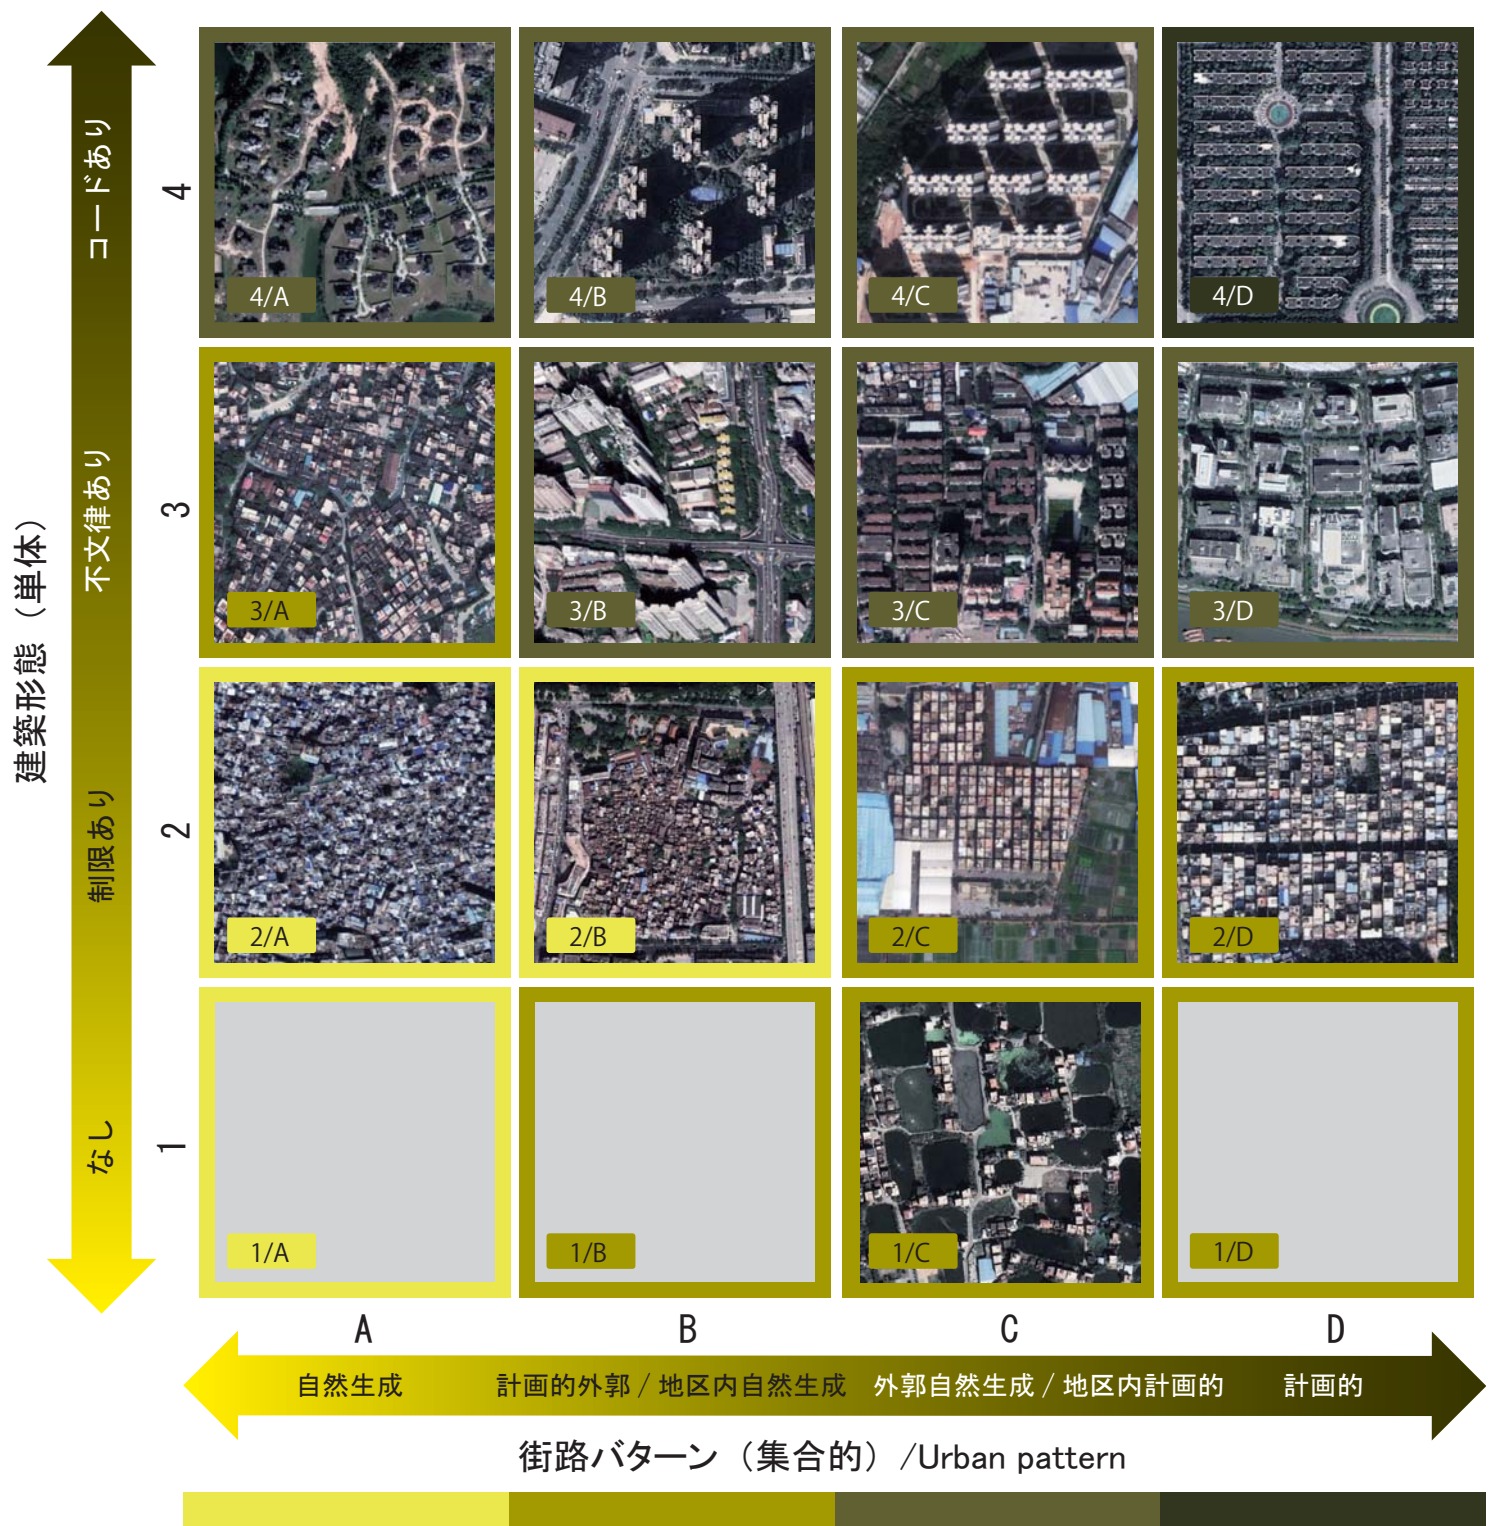 建築形態（単体）
コードあり
不文律あり
制限あり
なし
4
4/A
4/B
4/C
4/D
3
3/A
3/B
3/C
3/D
2
2/A
2/B
2/C
2/D
1
1/A
1/B
1/C
1/D
A
B
C
D
自然生成
計画的外郭 / 地区内自然生成
外郭自然生成 / 地区内計画的
計画的
街路パターン（集合的）/Urban pattern